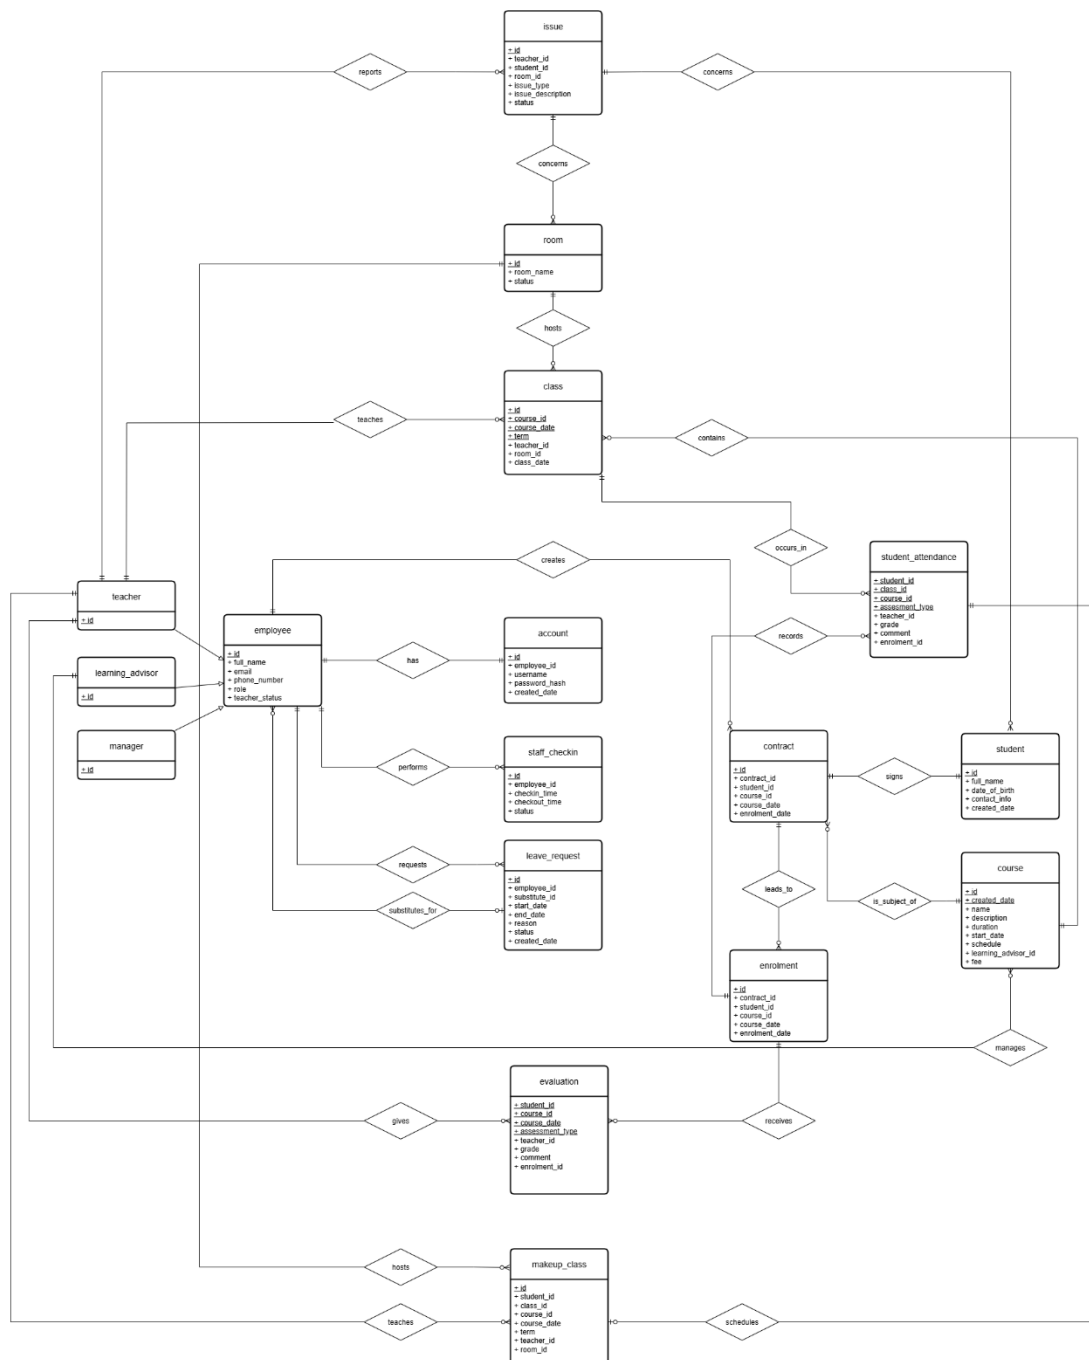 issue
+ id
+ teacher_id
+ student_id
+ room_id
+ issue_type
+ issue_description
+ status
reports
concerns
concerns
room
+ id
+ room_name
+ status
hosts
class
+ id
+ course_id
+ course_date
+ term
+ teacher_id
+ room_id
+ class_date
teaches
contains
occurs_in
student_attendance
+ student_id
+ class_id
+ course_id
+ assesment_type
+ teacher_id
+ grade
+ comment
+ enrolment_id
creates
records
teacher
+ id
learning_advisor
+ id
manager
+ id
employee
+ id
+ full_name
+ email
+ phone_number
+ role
+ teacher_status
has
account
+ id
+ employee_id
+ username
+ password_hash
+ created_date
performs
staff_checkin
+ id
+ employee_id
+ checkin_time
+ checkout_time
+ status
requests
substitutes_for
leave_request
+ id
+ employee_id
+ substitute_id
+ start_date
+ end_date
+ reason
+ status
+ created_date
contract
+ id
+ contract_id
+ student_id
+ course_id
+ course_date
+ enrolment_date
signs
student
+ id
+ full_name
+ date_of_birth
+ contact_info
+ created_date
leads_to
is_subject_of
course
+ id
+ created_date
+ name
+ description
+ duration
+ start_date
+ schedule
+ learning_advisor_id
+ fee
enrolment
+ id
+ contract_id
+ student_id
+ course_id
+ course_date
+ enrolment_date
manages
evaluation
+ student_id
+ course_id
+ course_date
+ assessment_type
+ teacher_id
+ grade
+ comment
+ enrolment_id
gives
receives
hosts
teaches
makeup_class
+ id
+ student_id
+ class_id
+ course_id
+ course_date
+ term
+ teacher_id
+ room_id
schedules